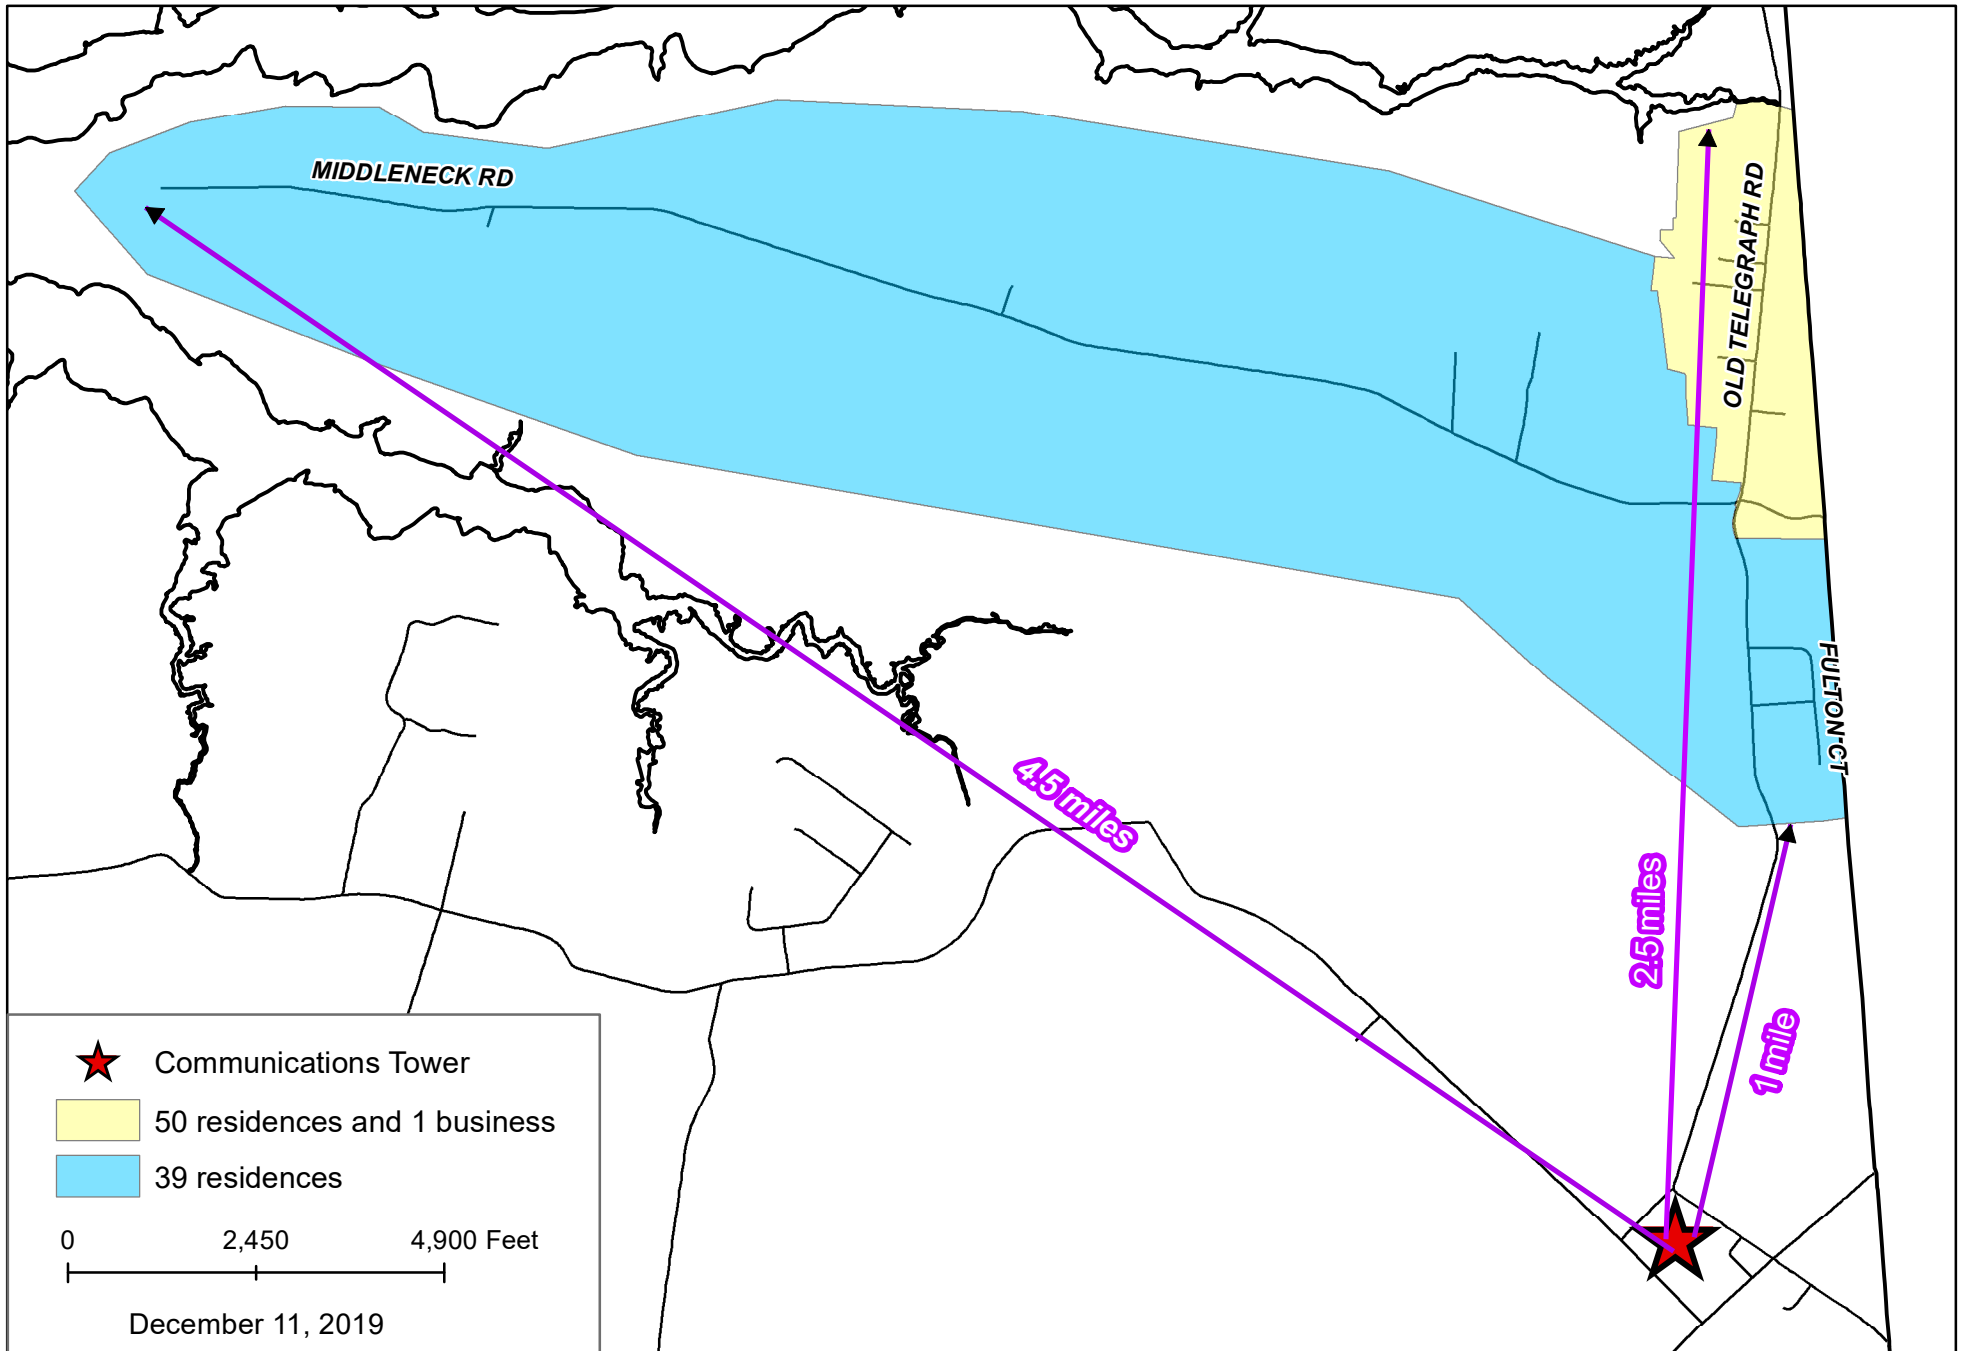 MIDDLENECK RD
OLD TELEGRAPH RD
FULTON CT
4.5 miles
2.5 miles
1 mile
Communications Tower
50 residences and 1 business
39 residences
0 2,450 4,900 Feet
December 11, 2019